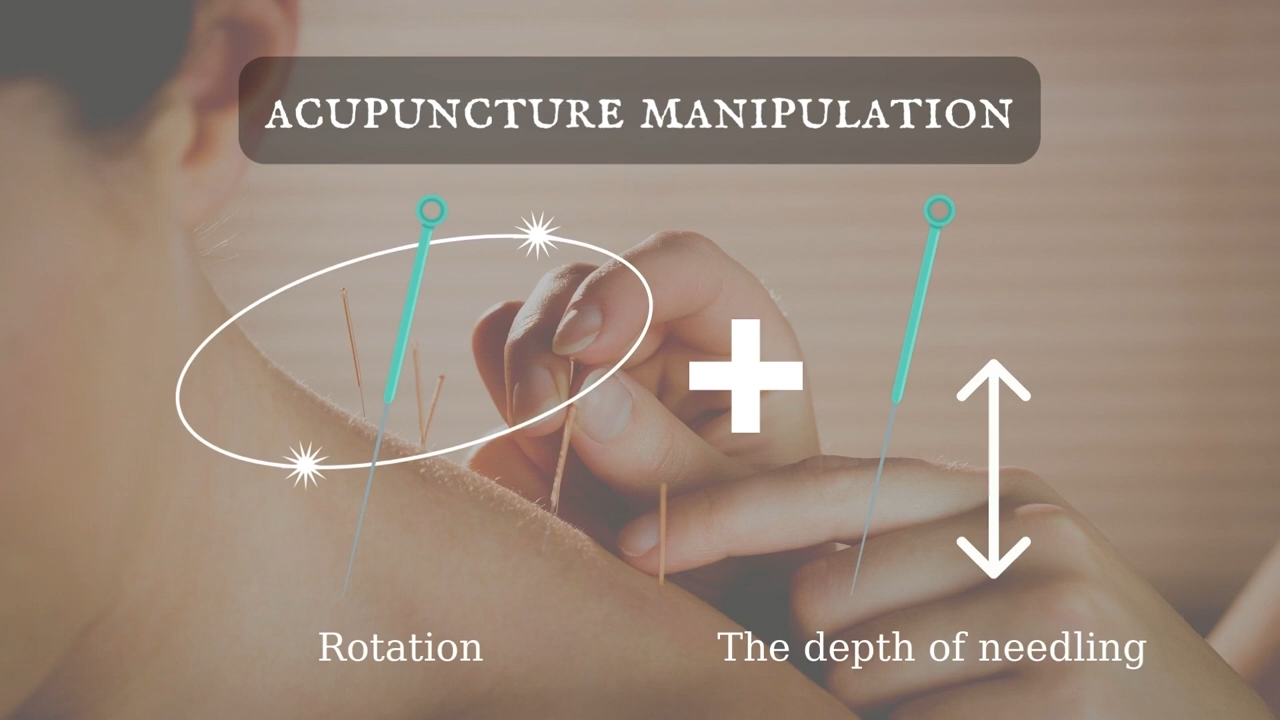 ACUPUNCTURE MANIPULATION
Rotation
The depth of needling